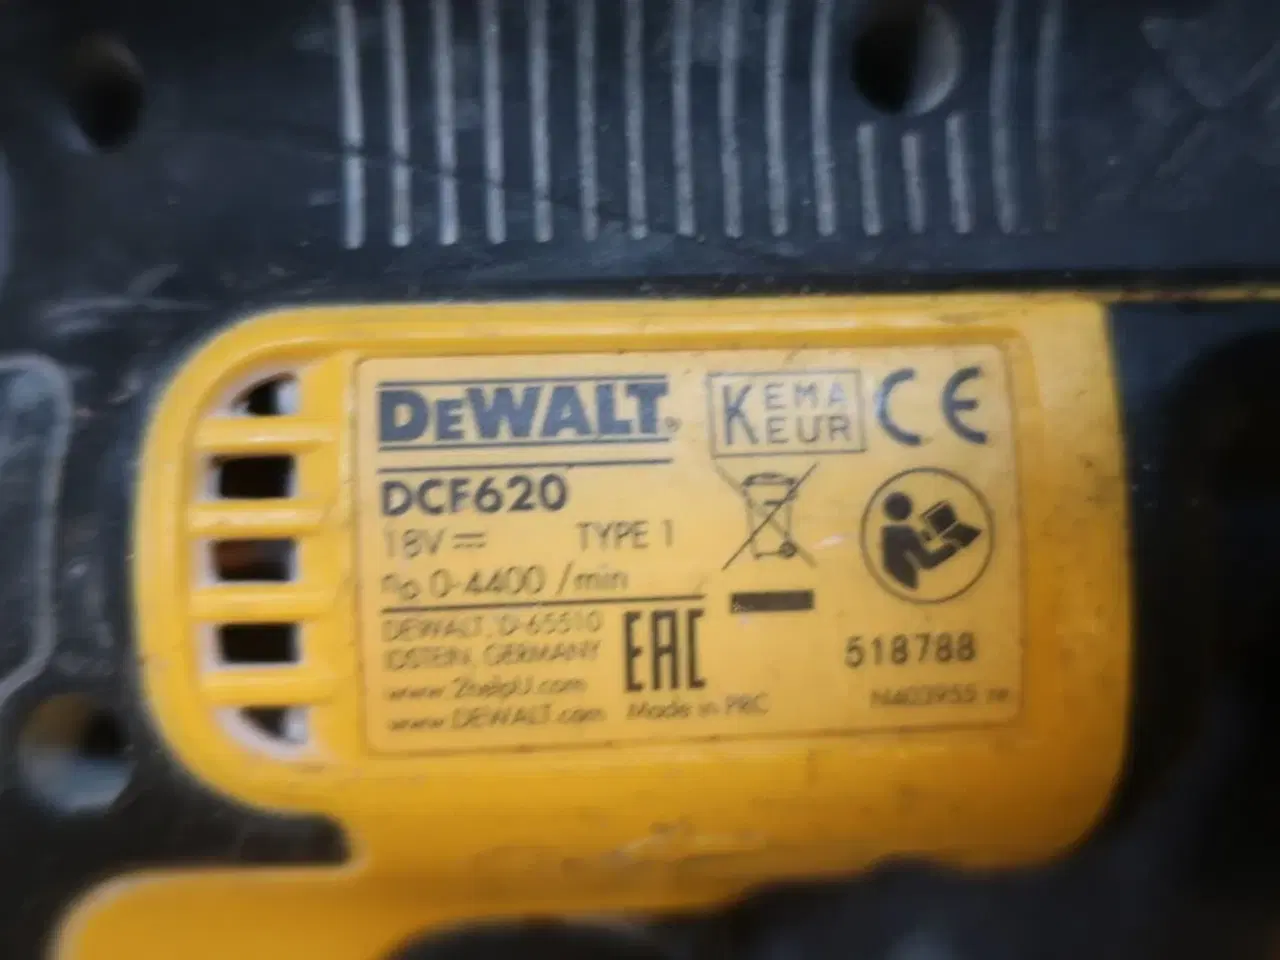 DEWALT®
KEMA
KEUR
CE
DCF620
18V TYPE 1
n₀ 0-4400 /min
DEWALT, D-65510
IDSTEIN, GERMANY
www.2helpU.com
www.DEWALT.com
EAC
Made in PRC
518788
N403955